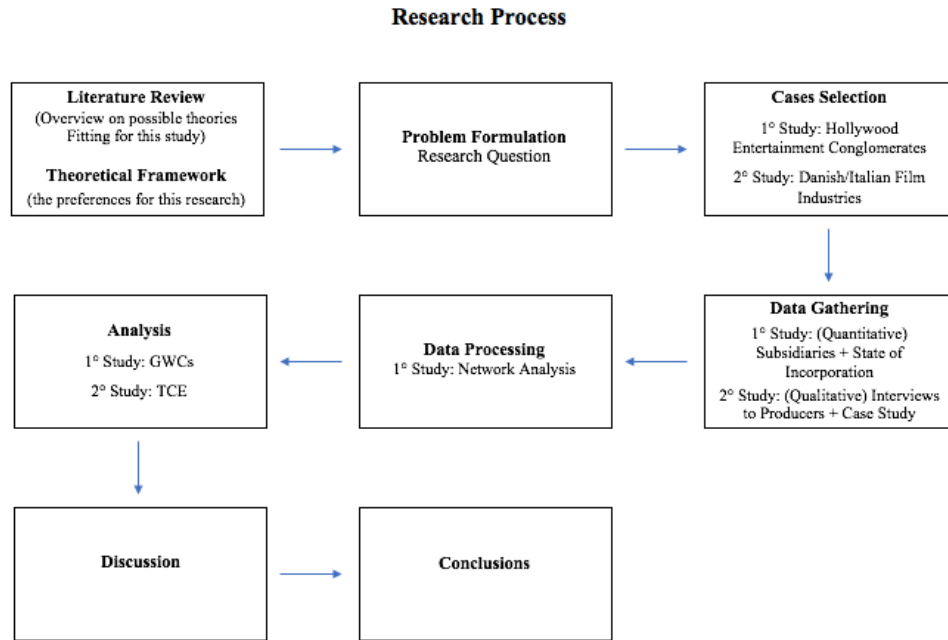 Research Process
Literature Review
(Overview on possible theories
Fitting for this study)
Theoretical Framework
(the preferences for this research)
Problem Formulation
Research Question
Cases Selection
1° Study: Hollywood
Entertainment Conglomerates
2° Study: Danish/Italian Film
Industries
Data Gathering
1° Study: (Quantitative)
Subsidiaries + State of
Incorporation
2° Study: (Qualitative) Interviews
to Producers + Case Study
Data Processing
1° Study: Network Analysis
Analysis
1° Study: GWCs
2° Study: TCE
Discussion
Conclusions